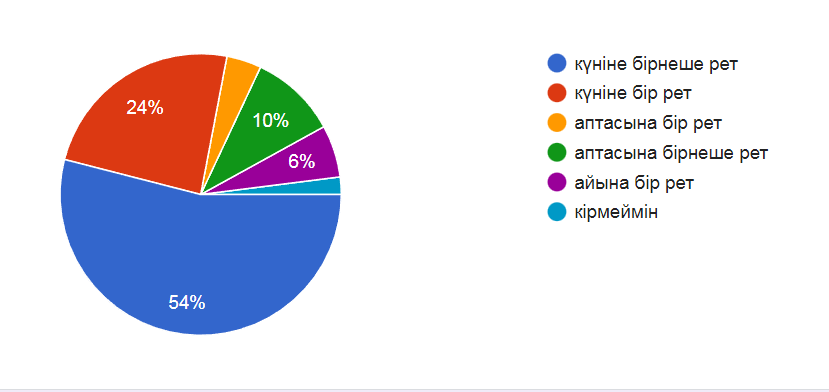 24%
10%
6%
54%
күніне бірнеше рет
күніне бір рет
аптасына бір рет
аптасына бірнеше рет
айына бір рет
кірмеймін